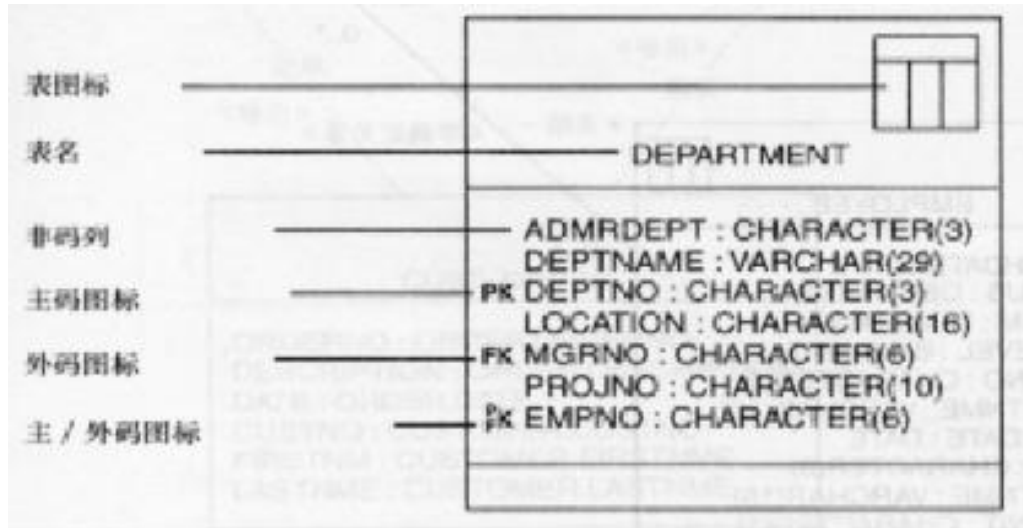 表图标
表名
DEPARTMENT
非码列
ADMRDEPT : CHARACTER(3)
DEPTNAME : VARCHAR(29)
主码图标
PK DEPTNO : CHARACTER(3)
LOCATION : CHARACTER(16)
外码图标
FK MGRNO : CHARACTER(6)
PROJNO : CHARACTER(10)
主 / 外码图标
EMPNO : CHARACTER(6)